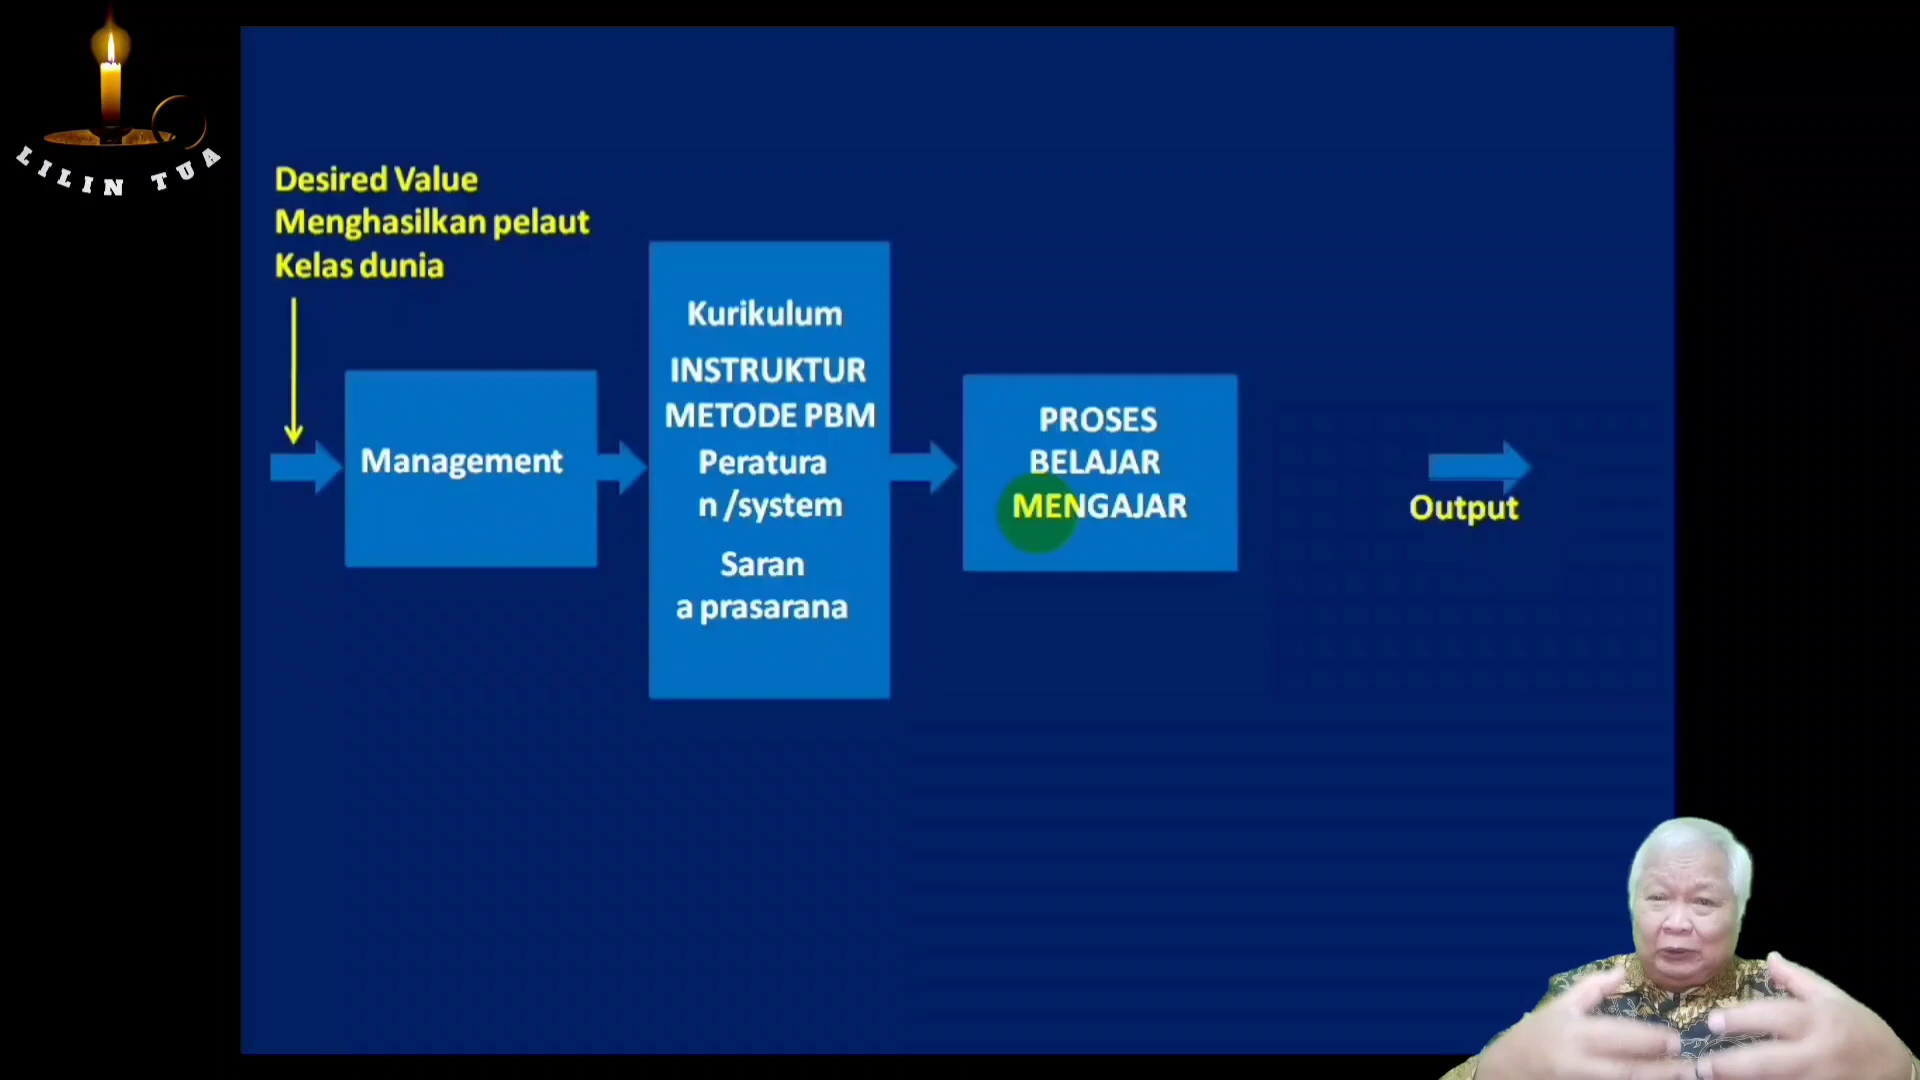 LILIN TUA
Desired Value
Menghasilkan pelaut
Kelas dunia
Management
Kurikulum
INSTRUKTUR
METODE PBM
Peratura
n /system
Saran
a prasarana
PROSES
BELAJAR
MENGAJAR
Output